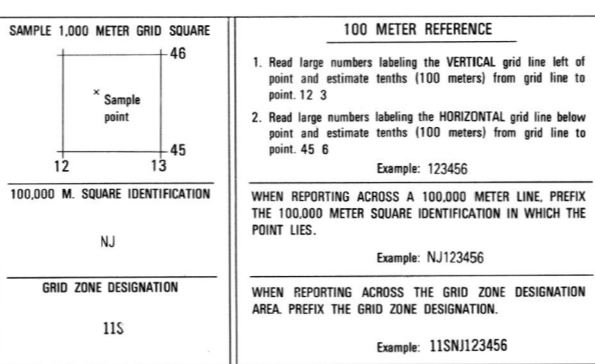 SAMPLE 1,000 METER GRID SQUARE
46
× Sample
point
45
12
13
100,000 M. SQUARE IDENTIFICATION
NJ
GRID ZONE DESIGNATION
11S
100 METER REFERENCE
1. Read large numbers labeling the VERTICAL grid line left of
point and estimate tenths (100 meters) from grid line to
point. 12 3
2. Read large numbers labeling the HORIZONTAL grid line below
point and estimate tenths (100 meters) from grid line to
point. 45 6
Example: 123456
WHEN REPORTING ACROSS A 100,000 METER LINE, PREFIX
THE 100,000 METER SQUARE IDENTIFICATION IN WHICH THE
POINT LIES.
Example: NJ123456
WHEN REPORTING ACROSS THE GRID ZONE DESIGNATION
AREA. PREFIX THE GRID ZONE DESIGNATION.
Example: 11SNJ123456